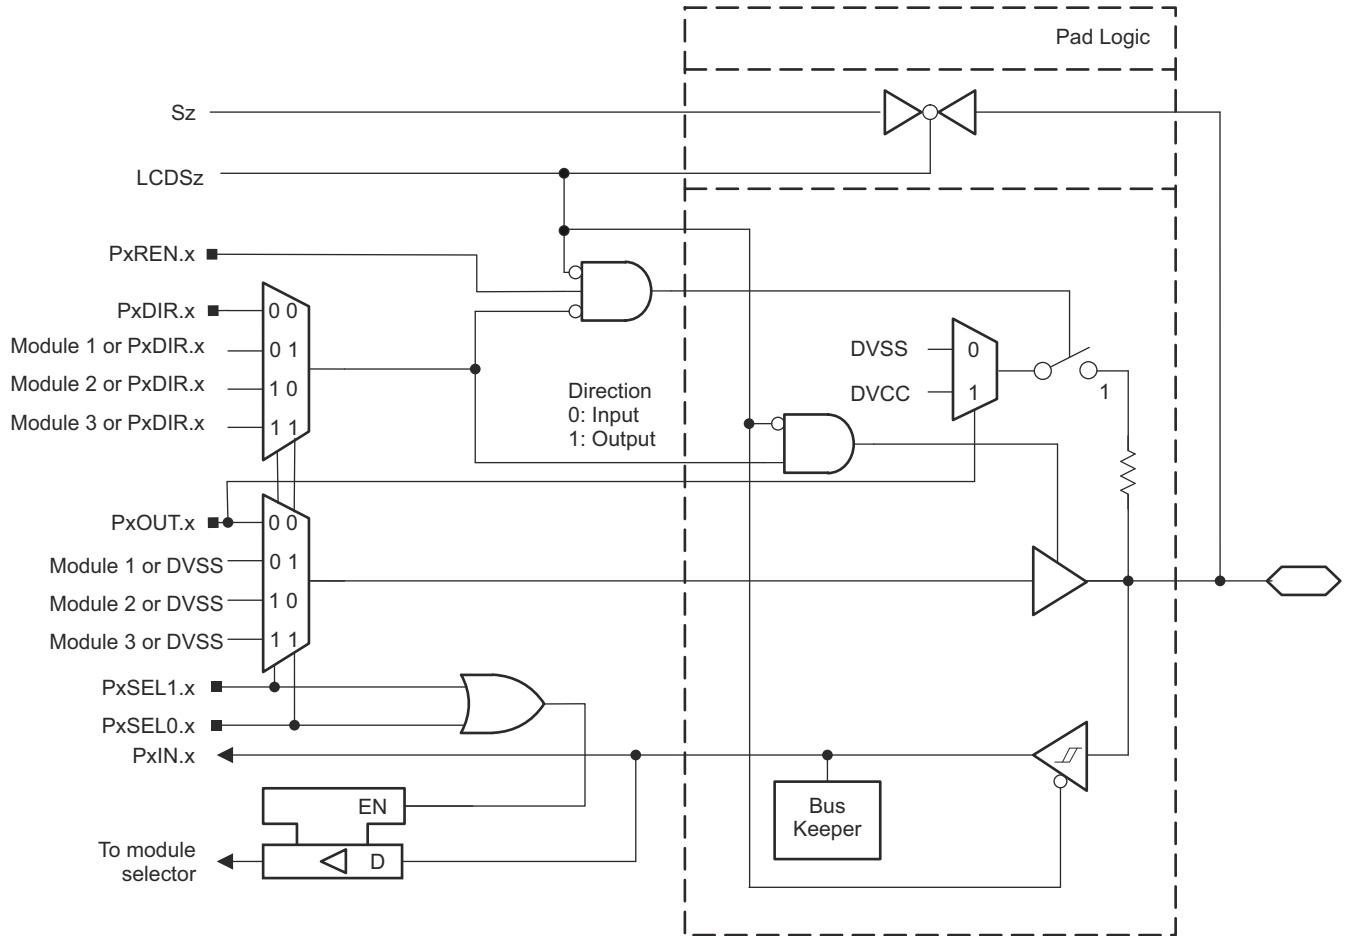 Pad Logic
Sz
LCDSz
PxREN.x
PxDIR.x
0 0
Module 1 or PxDIR.x
0 1
Module 2 or PxDIR.x
1 0
Module 3 or PxDIR.x
1 1
Direction
0: Input
1: Output
DVSS
0
DVCC
1
1
PxOUT.x
0 0
Module 1 or DVSS
0 1
Module 2 or DVSS
1 0
Module 3 or DVSS
1 1
PxSEL1.x
PxSEL0.x
PxIN.x
EN
Bus
Keeper
To module
selector
D